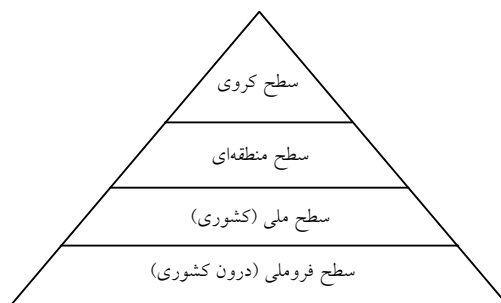 سطح کروی
سطح منطقه‌ای
سطح ملی (کشوری)
سطح فروملی (درون کشوری)